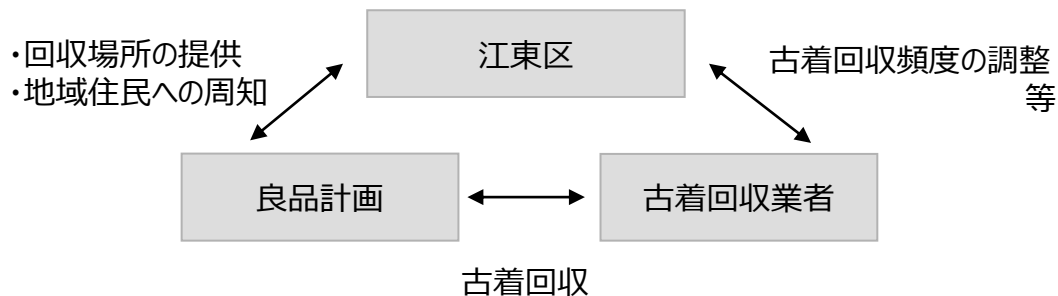 ・回収場所の提供
・地域住民への周知
江東区
古着回収頻度の調整
等
良品計画
古着回収業者
古着回収